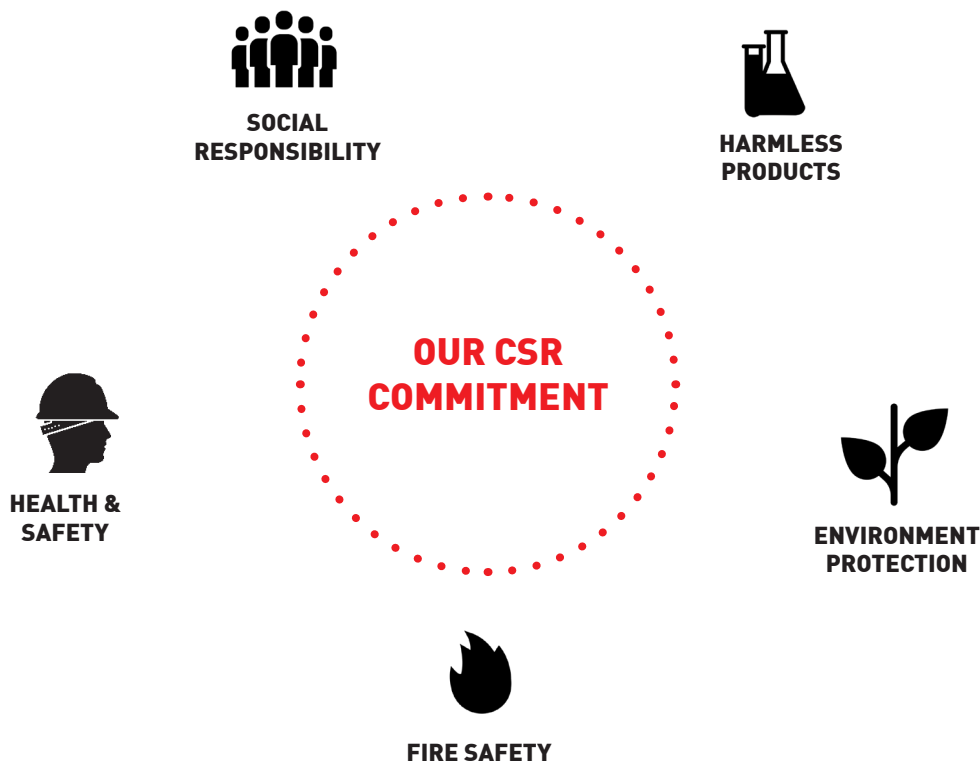 SOCIAL
RESPONSIBILITY
HARMLESS
PRODUCTS
OUR CSR
COMMITMENT
HEALTH &
SAFETY
ENVIRONMENT
PROTECTION
FIRE SAFETY